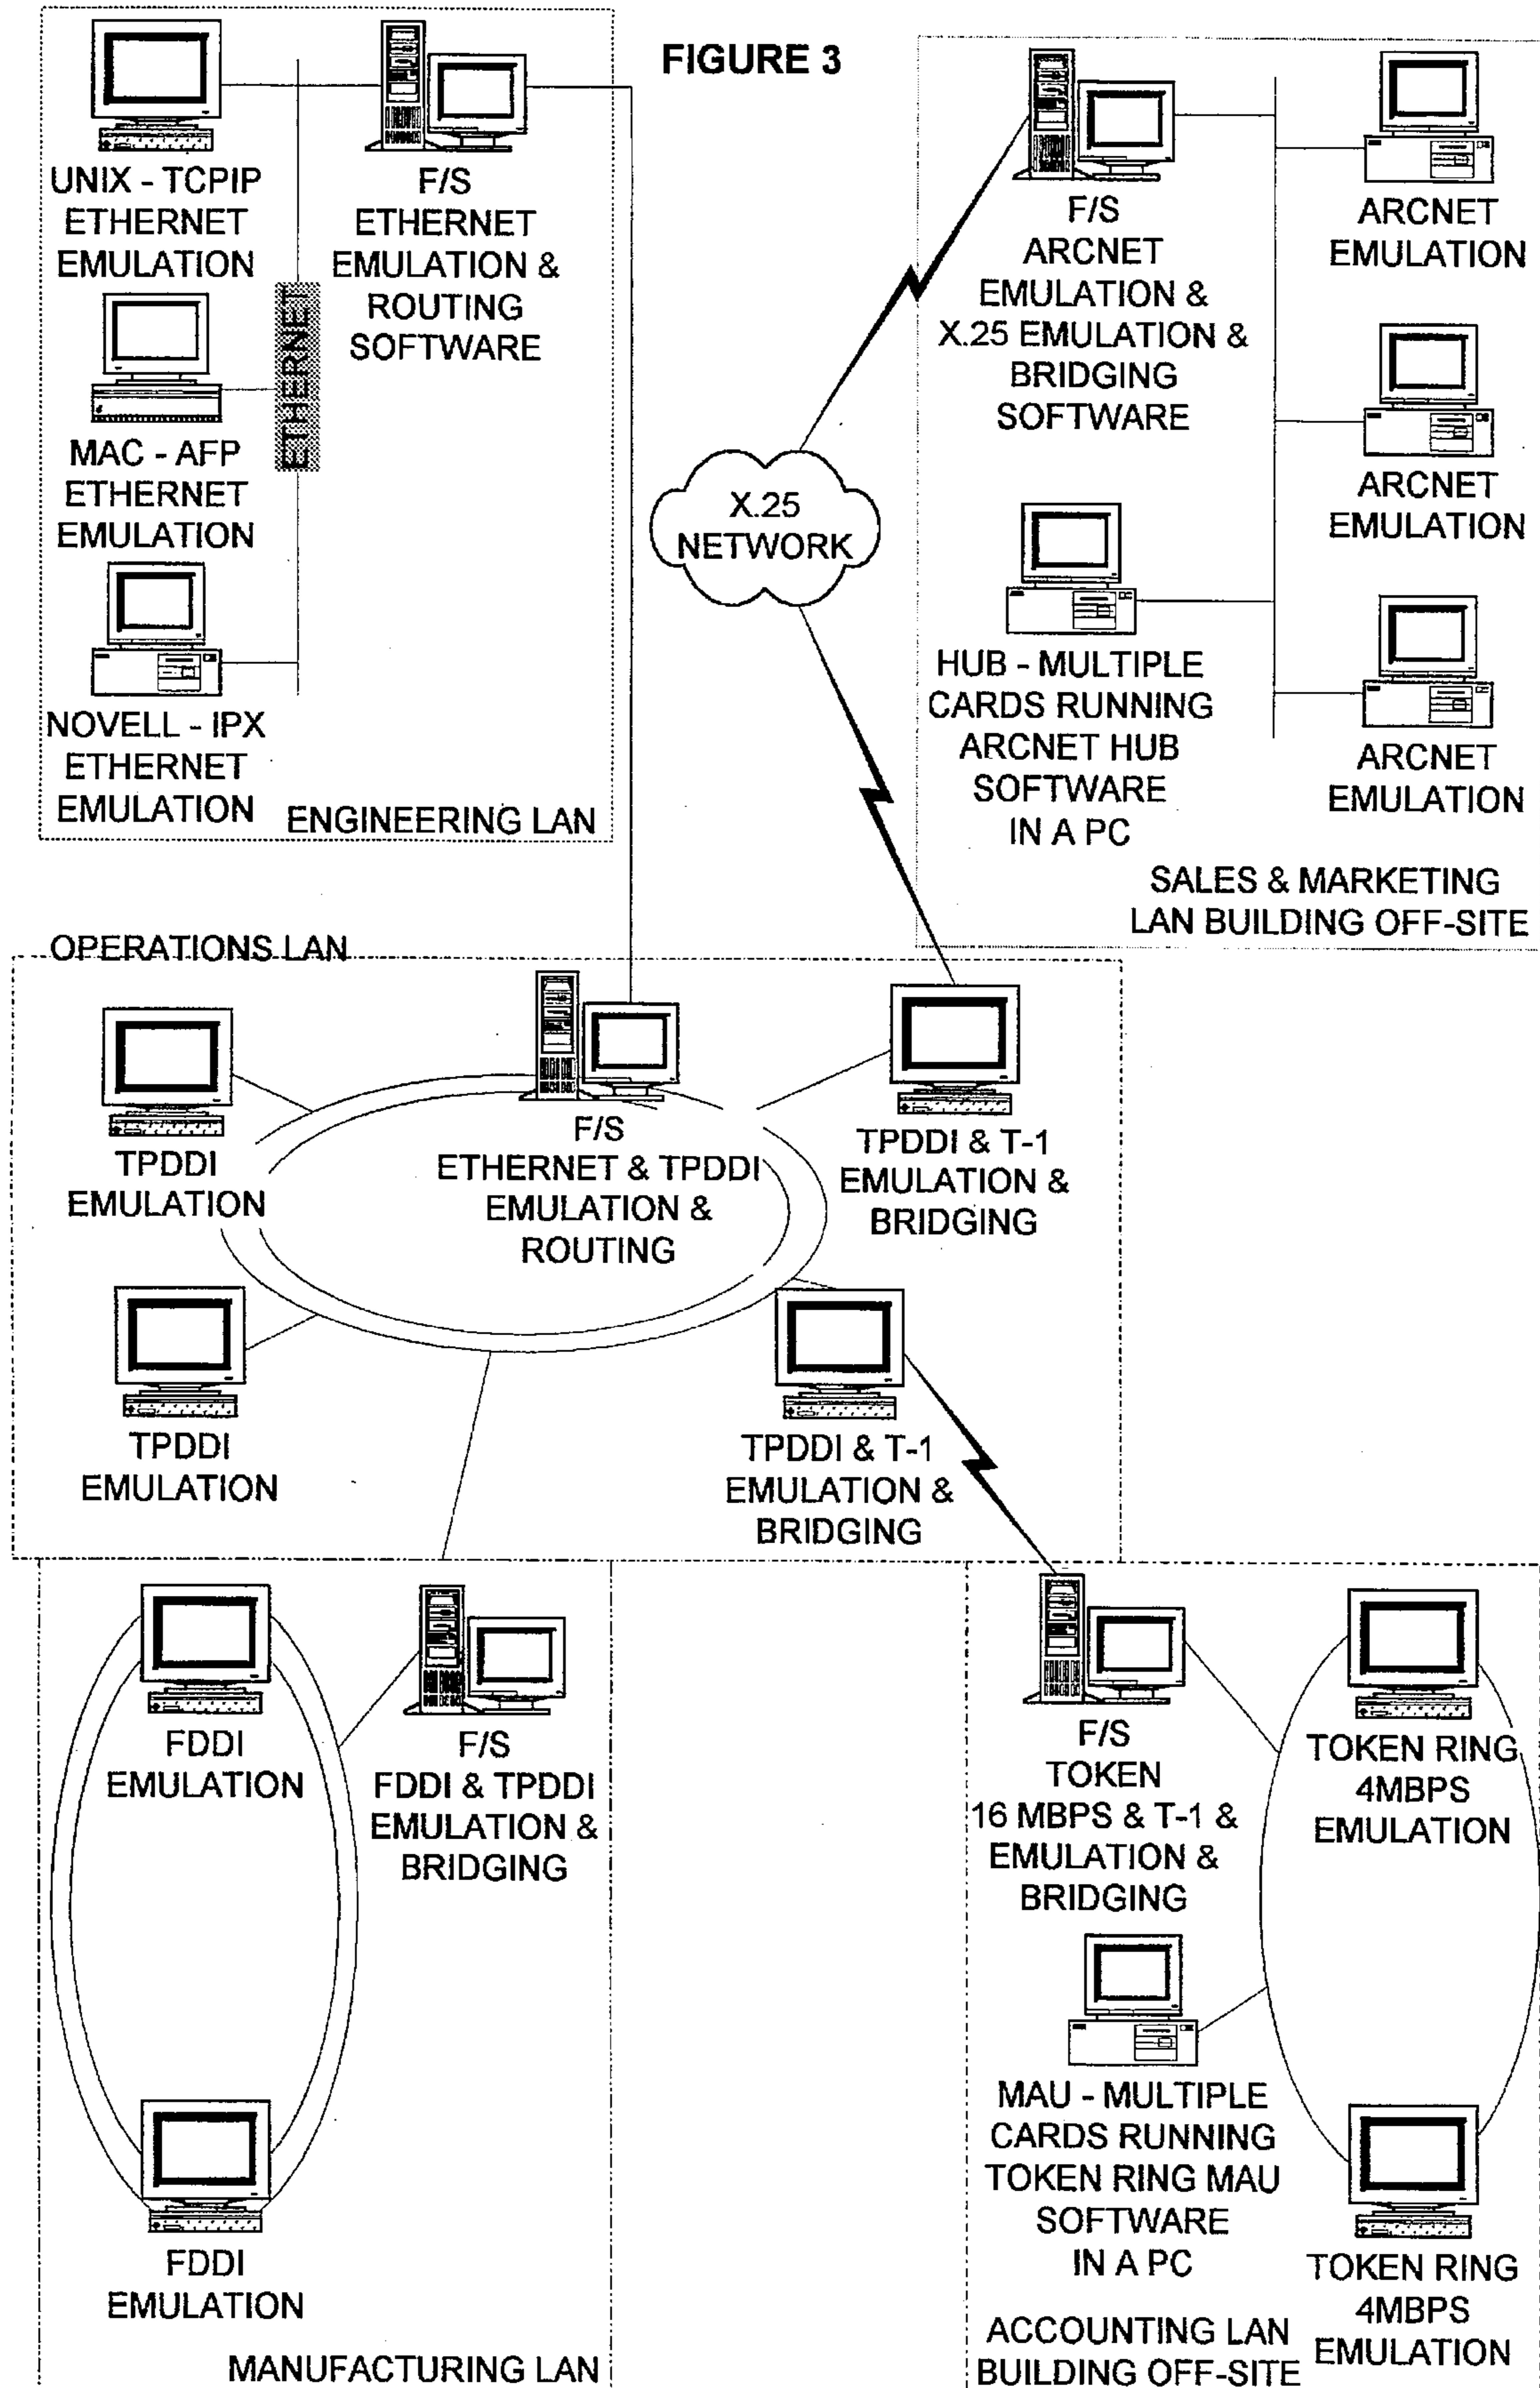 FIGURE 3
UNIX - TCPIP
ETHERNET
EMULATION
F/S
ETHERNET
EMULATION &
ROUTING
SOFTWARE
ETHERNET
MAC - AFP
ETHERNET
EMULATION
NOVELL - IPX
ETHERNET
EMULATION
ENGINEERING LAN
F/S
ARCNET
EMULATION &
X.25 EMULATION &
BRIDGING
SOFTWARE
ARCNET
EMULATION
ARCNET
EMULATION
X.25
NETWORK
HUB - MULTIPLE
CARDS RUNNING
ARCNET HUB
SOFTWARE
IN A PC
ARCNET
EMULATION
SALES & MARKETING
LAN BUILDING OFF-SITE
OPERATIONS LAN
TPDDI
EMULATION
F/S
ETHERNET & TPDDI
EMULATION &
ROUTING
TPDDI & T-1
EMULATION &
BRIDGING
TPDDI
EMULATION
TPDDI & T-1
EMULATION &
BRIDGING
FDDI
EMULATION
F/S
FDDI & TPDDI
EMULATION &
BRIDGING
FDDI
EMULATION
MANUFACTURING LAN
F/S
TOKEN
16 MBPS & T-1 &
EMULATION &
BRIDGING
TOKEN RING
4MBPS
EMULATION
MAU - MULTIPLE
CARDS RUNNING
TOKEN RING MAU
SOFTWARE
IN A PC
TOKEN RING
4MBPS
EMULATION
ACCOUNTING LAN
BUILDING OFF-SITE